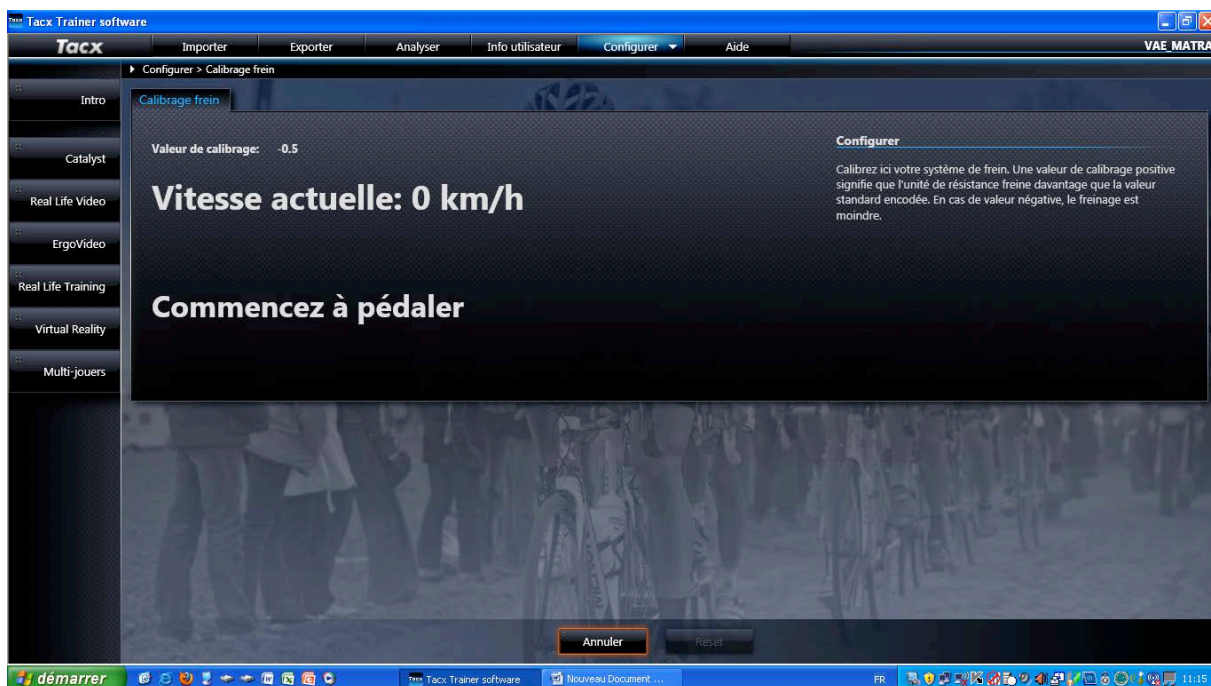 Tacx Trainer software
Tacx Importer Exporter Analyser Info utilisateur Configurer Aide VAE_MATRA
Configurer > Calibrage frein
Intro
Catalyst
Real Life Video
ErgoVideo
Real Life Training
Virtual Reality
Multi-jouers
Calibrage frein
Valeur de calibrage: -0.5
Vitesse actuelle: 0 km/h
Commencez à pédaler
Configurer
Calibrez ici votre système de frein. Une valeur de calibrage positive
signifie que l'unité de résistance freine davantage que la valeur
standard encodée. En cas de valeur négative, le freinage est
moindre.
Annuler Reset
démarrer Tacx Trainer software Nouveau Document ... FR 11:15